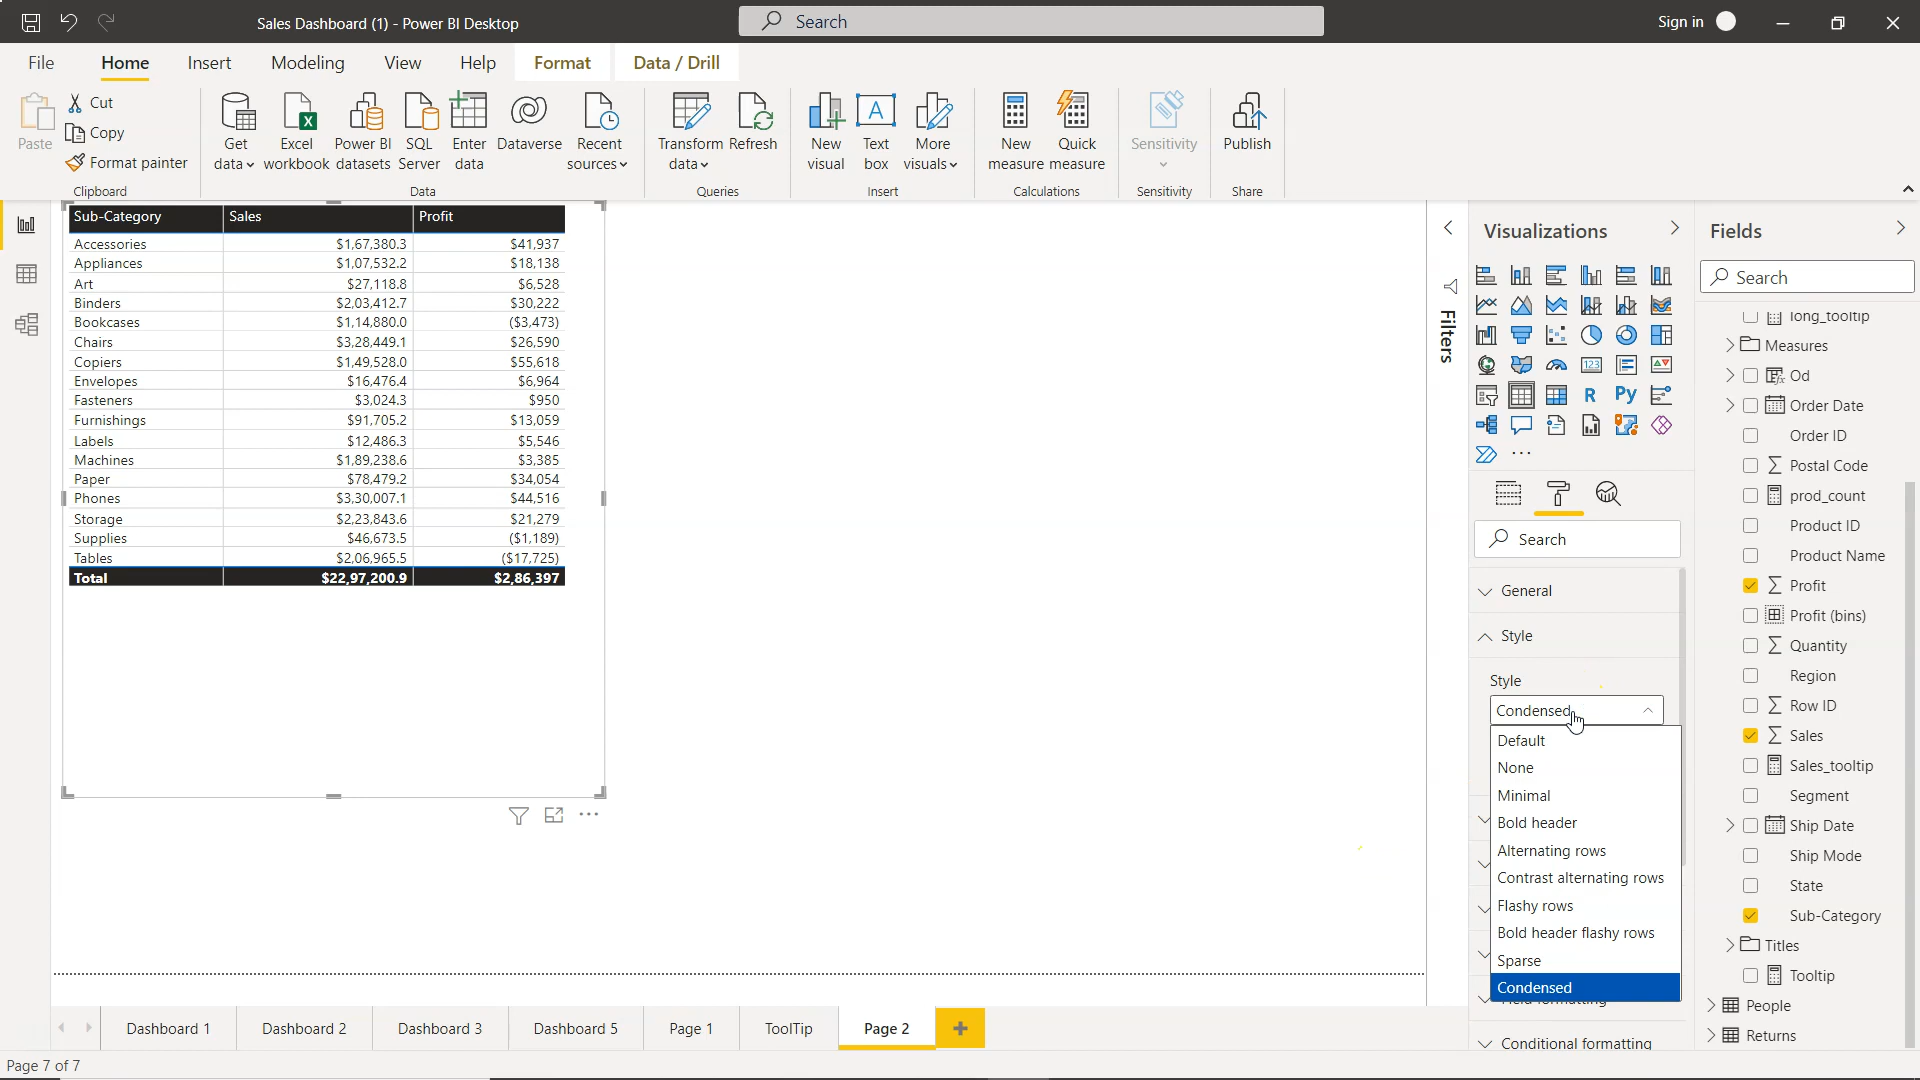 Sales Dashboard (1) - Power BI Desktop
Search
Sign in
File Home Insert Modeling View Help Format Data / Drill
Paste
Cut
Copy
Format painter
Clipboard
Get data
Excel workbook
Power BI datasets
SQL Server
Enter data
Dataverse
Recent sources
Data
Transform data
Refresh
Queries
New visual
Text box
More visuals
Insert
New measure
Quick measure
Calculations
Sensitivity
Sensitivity
Publish
Share
Sub-Category Sales Profit
Accessories $1,67,380.3 $41,937
Appliances $1,07,532.2 $18,138
Art $27,118.8 $6,528
Binders $2,03,412.7 $30,222
Bookcases $1,14,880.0 ($3,473)
Chairs $3,28,449.1 $26,590
Copiers $1,49,528.0 $55,618
Envelopes $16,476.4 $6,964
Fasteners $3,024.3 $950
Furnishings $91,705.2 $13,059
Labels $12,486.3 $5,546
Machines $1,89,238.6 $3,385
Paper $78,479.2 $34,054
Phones $3,30,007.1 $44,516
Storage $2,23,843.6 $21,279
Supplies $46,673.5 ($1,189)
Tables $2,06,965.5 ($17,725)
Total $22,97,200.9 $2,86,397
Filters
Visualizations
123
R
Py
Search
General
Style
Style
Condensed
Default
None
Minimal
Bold header
Alternating rows
Contrast alternating rows
Flashy rows
Bold header flashy rows
Sparse
Condensed
Field formatting
Conditional formatting
Fields
Search
long_tooltip
Measures
Od
Order Date
Order ID
Postal Code
prod_count
Product ID
Product Name
Profit
Profit (bins)
Quantity
Region
Row ID
Sales
Sales_tooltip
Segment
Ship Date
Ship Mode
State
Sub-Category
Titles
Tooltip
People
Returns
Dashboard 1 Dashboard 2 Dashboard 3 Dashboard 5 Page 1 ToolTip Page 2
Page 7 of 7